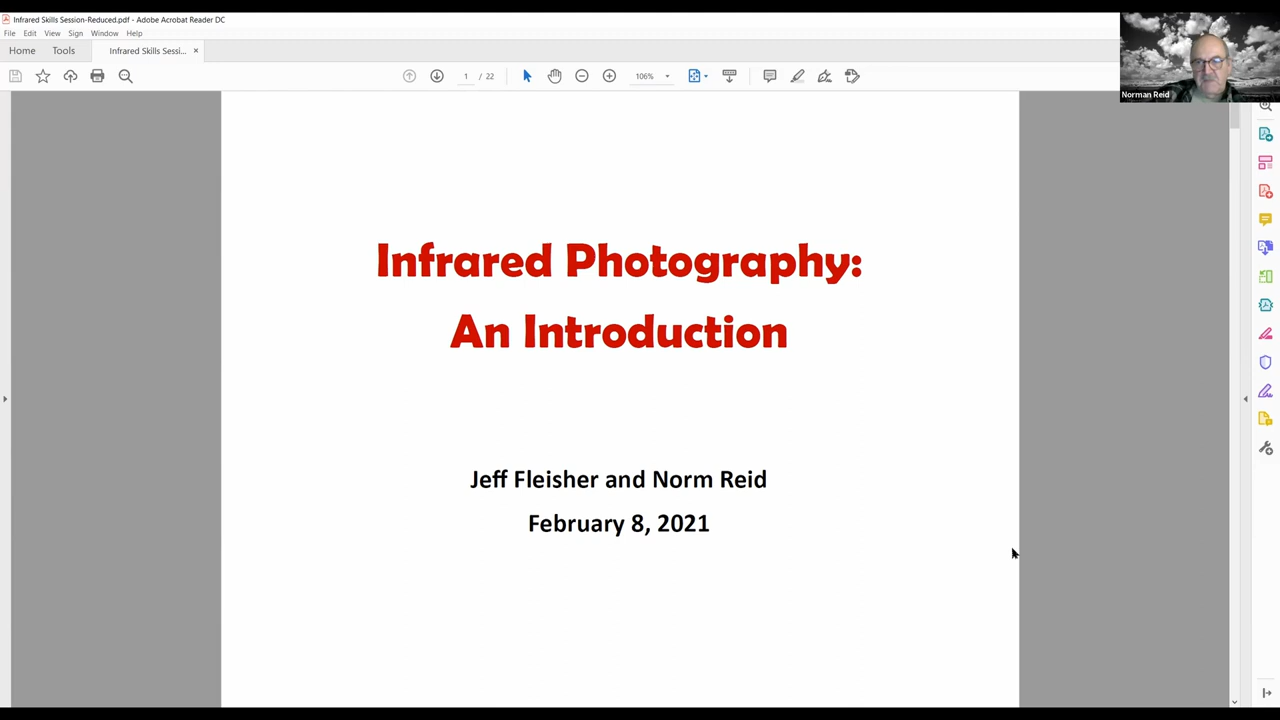 Infrared Skills Session-Reduced.pdf - Adobe Acrobat Reader DC
File Edit View Sign Window Help
Home Tools Infrared Skills Sessi... ×
1 / 22 106%
Norman Reid
Infrared Photography:
An Introduction
Jeff Fleisher and Norm Reid
February 8, 2021